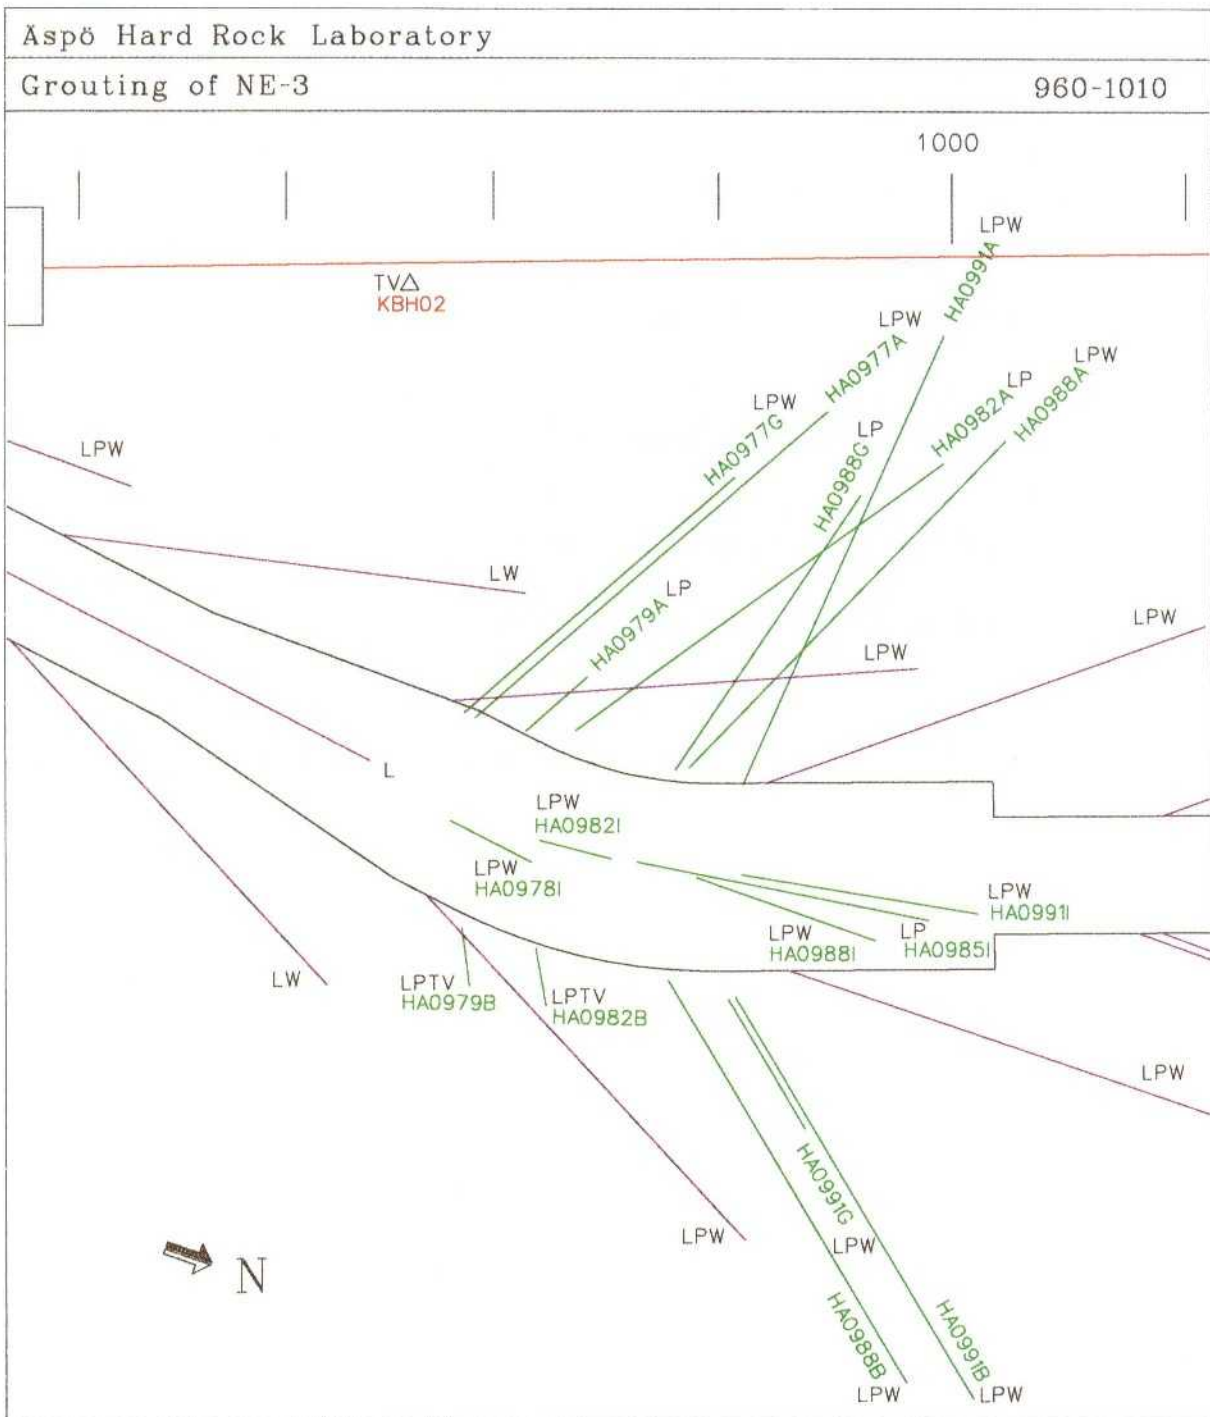 Äspö Hard Rock Laboratory
Grouting of NE-3 960-1010
1000
LPW
HA0991A
TV△
KBH02
LPW
HA0977A
LPW
HA0988A
LP
HA0982A
LPW
HA0977G
LP
HA0988G
LPW
LW
LP
HA0979A
LPW
LPW
L
LPW
HA0982I
LPW
HA0978I
LPW
HA0991I
LP
HA0985I
LPW
HA0988I
LW
LPTV
HA0979B
LPTV
HA0982B
LPW
HA0991G
LPW
LPW
N
HA0988B
LPW
HA0991B
LPW